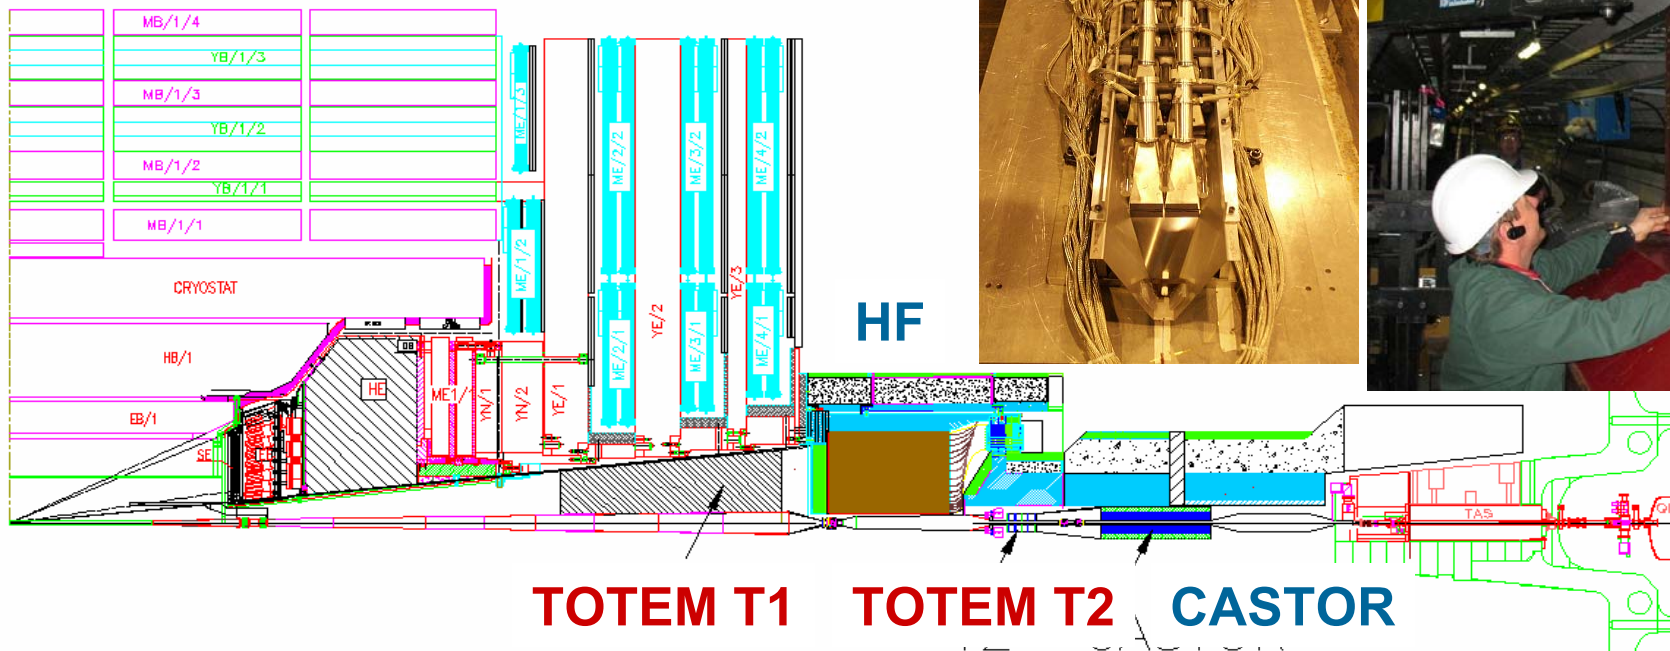 MB/1/4
YB/1/3
MB/1/3
YB/1/2
MB/1/2
YB/1/1
MB/1/1
CRYOSTAT
HB/1
EB/1
SE
HE
ME1/1
YN/1
YN/2
YE/1
ME/1/3
ME/1/2
ME/2/2
ME/2/1
YE/2
ME/3/2
ME/3/1
YE/3
ME/4/2
ME/4/1
HF
TAS
TOTEM T1
TOTEM T2
CASTOR